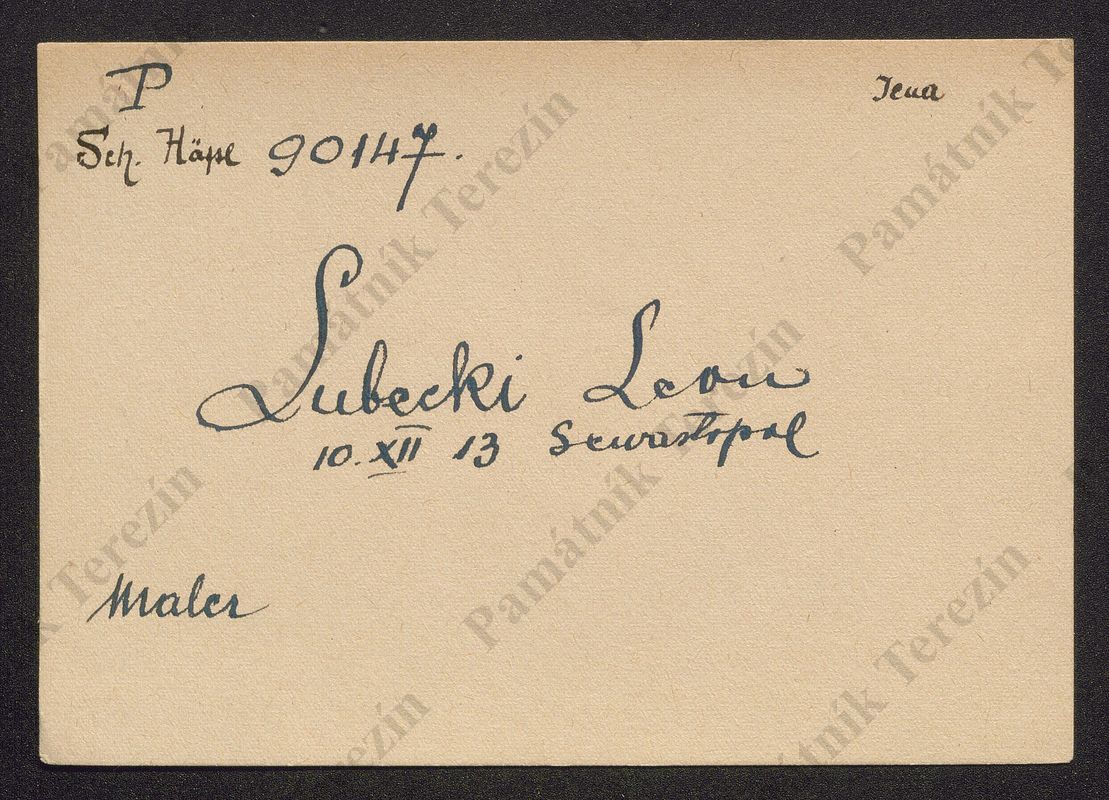 P
Jena
Sch. Häftl 90147.
Lubecki Leon
10. XII 13 Sewastopol
Maler
Památník Terezín